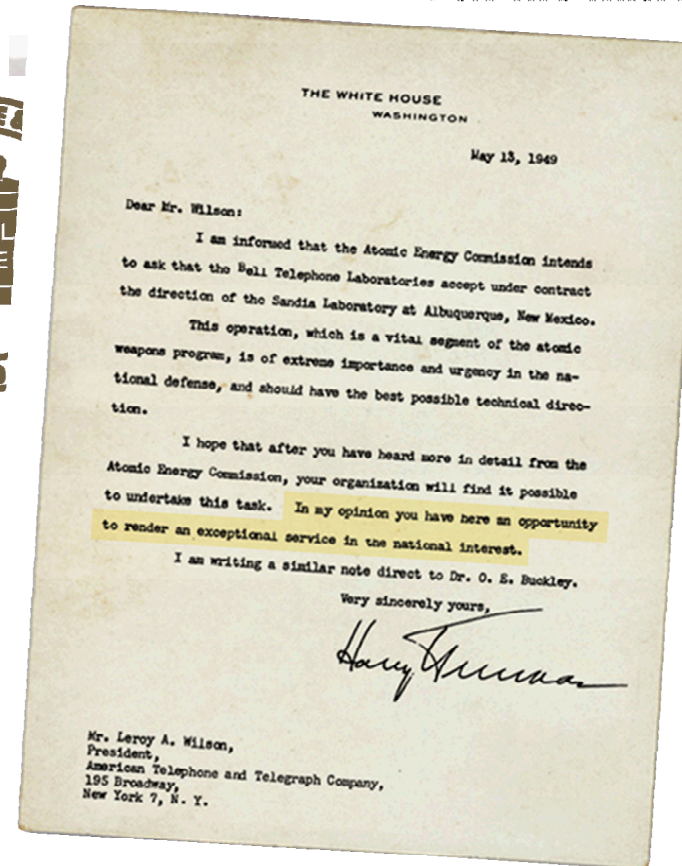 THE WHITE HOUSE
WASHINGTON
May 13, 1949
Dear Mr. Wilson:
I am informed that the Atomic Energy Commission intends
to ask that the Bell Telephone Laboratories accept under contract
the direction of the Sandia Laboratory at Albuquerque, New Mexico.
This operation, which is a vital segment of the atomic
weapons program, is of extreme importance and urgency in the na-
tional defense, and should have the best possible technical direc-
tion.
I hope that after you have heard more in detail from the
Atomic Energy Commission, your organization will find it possible
to undertake this task. In my opinion you have here an opportunity
to render an exceptional service in the national interest.
I am writing a similar note direct to Dr. O. E. Buckley.
Very sincerely yours,
Harry Truman
Mr. Leroy A. Wilson,
President,
American Telephone and Telegraph Company,
195 Broadway,
New York 7, N. Y.